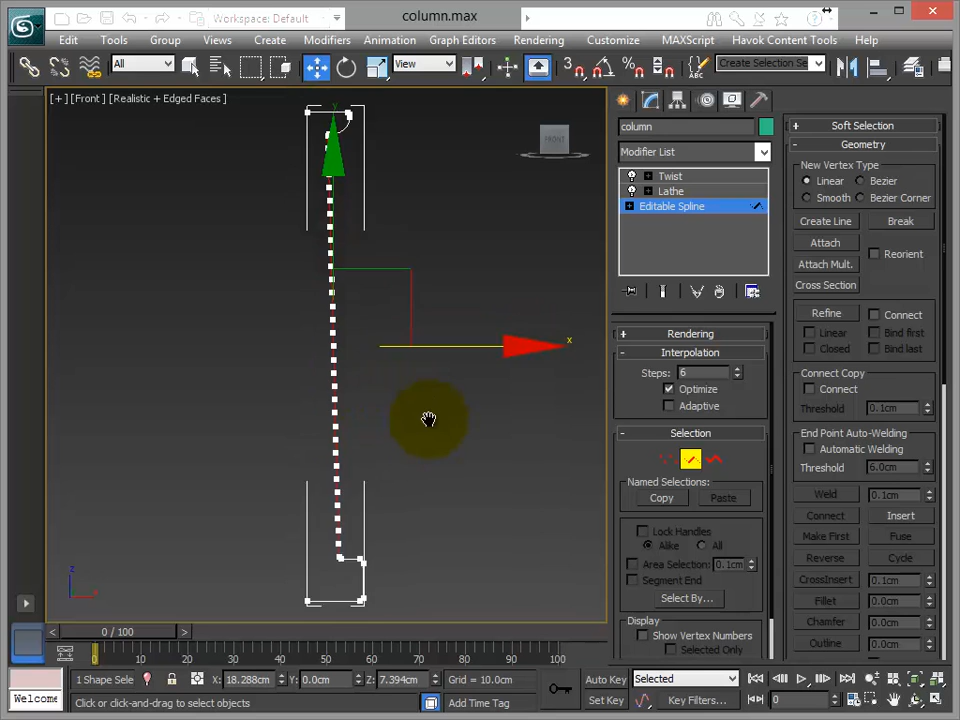 Workspace: Default
column.max
Edit Tools Group Views Create Modifiers Animation Graph Editors Rendering Customize MAXScript Havok Content Tools Help
All View 3 Create Selection Se
[+] [Front] [Realistic + Edged Faces]
FRONT
y
x
z
x
column
Modifier List
Twist
Lathe
Editable Spline
Rendering
Interpolation
Steps: 6
Optimize
Adaptive
Selection
Named Selections:
Copy Paste
Lock Handles
Alike All
Area Selection: 0.1cm
Segment End
Select By...
Display
Show Vertex Numbers
Selected Only
Soft Selection
Geometry
New Vertex Type
Linear Bezier
Smooth Bezier Corner
Create Line Break
Attach Reorient
Attach Mult.
Cross Section
Refine Connect
Linear Bind first
Closed Bind last
Connect Copy
Connect
Threshold 0.1cm
End Point Auto-Welding
Automatic Welding
Threshold 6.0cm
Weld 0.1cm
Connect Insert
Make First Fuse
Reverse Cycle
CrossInsert 0.1cm
Fillet 0.0cm
Chamfer 0.0cm
Outline 0.0cm
< 0 / 100 >
0 10 20 30 40 50 60 70 80 90 100
1 Shape Sele X: 18.288cm Y: 0.0cm Z: 7.394cm Grid = 10.0cm Auto Key Selected
Welcome Click or click-and-drag to select objects Add Time Tag Set Key Key Filters... 0